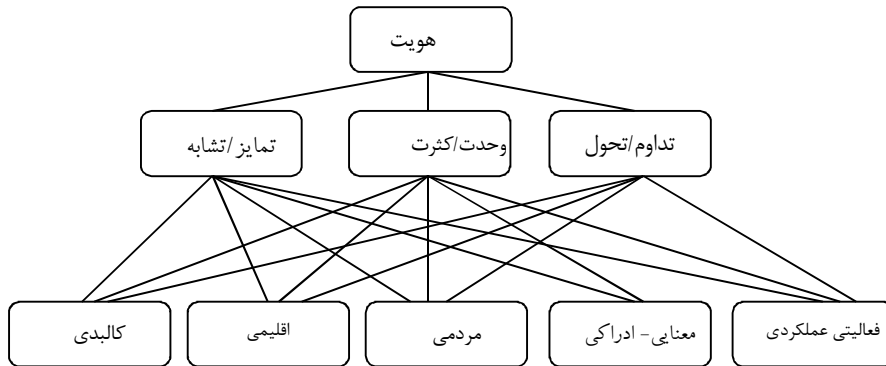 هویت
تداوم/تحول
وحدت/کثرت
تمایز/تشابه
فعالیتی عملکردی
معنایی- ادراکی
مردمی
اقلیمی
کالبدی